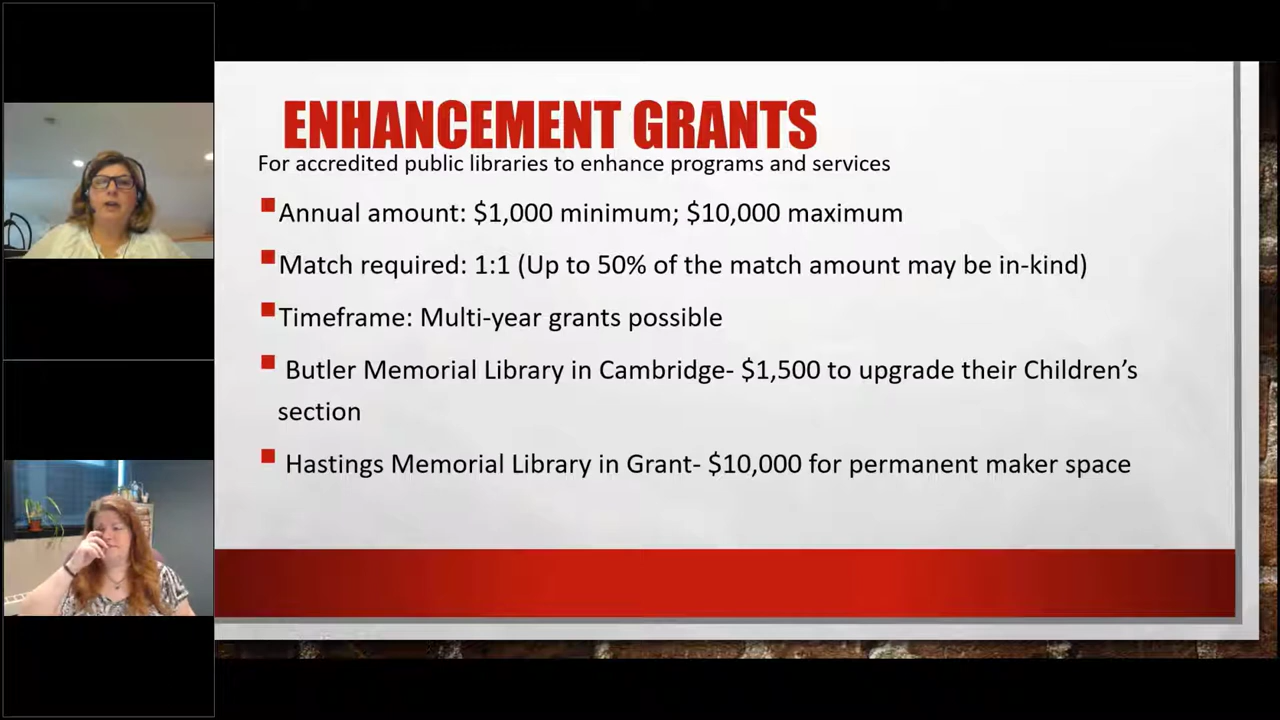 ENHANCEMENT GRANTS
For accredited public libraries to enhance programs and services
Annual amount: $1,000 minimum; $10,000 maximum
Match required: 1:1 (Up to 50% of the match amount may be in-kind)
Timeframe: Multi-year grants possible
Butler Memorial Library in Cambridge- $1,500 to upgrade their Children’s
section
Hastings Memorial Library in Grant- $10,000 for permanent maker space